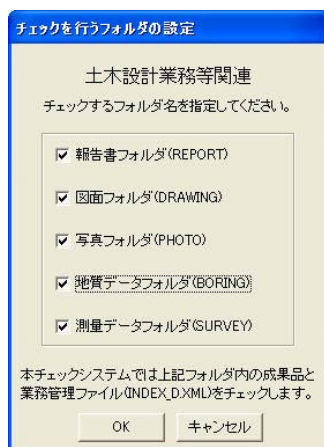 チェックを行うフォルダの設定
土木設計業務等関連
チェックするフォルダ名を指定してください。
報告書フォルダ(REPORT)
図面フォルダ(DRAWING)
写真フォルダ(PHOTO)
地質データフォルダ(BORING)
測量データフォルダ(SURVEY)
本チェックシステムでは上記フォルダ内の成果品と
業務管理ファイル(INDEX_D.XML)をチェックします。
OK キャンセル